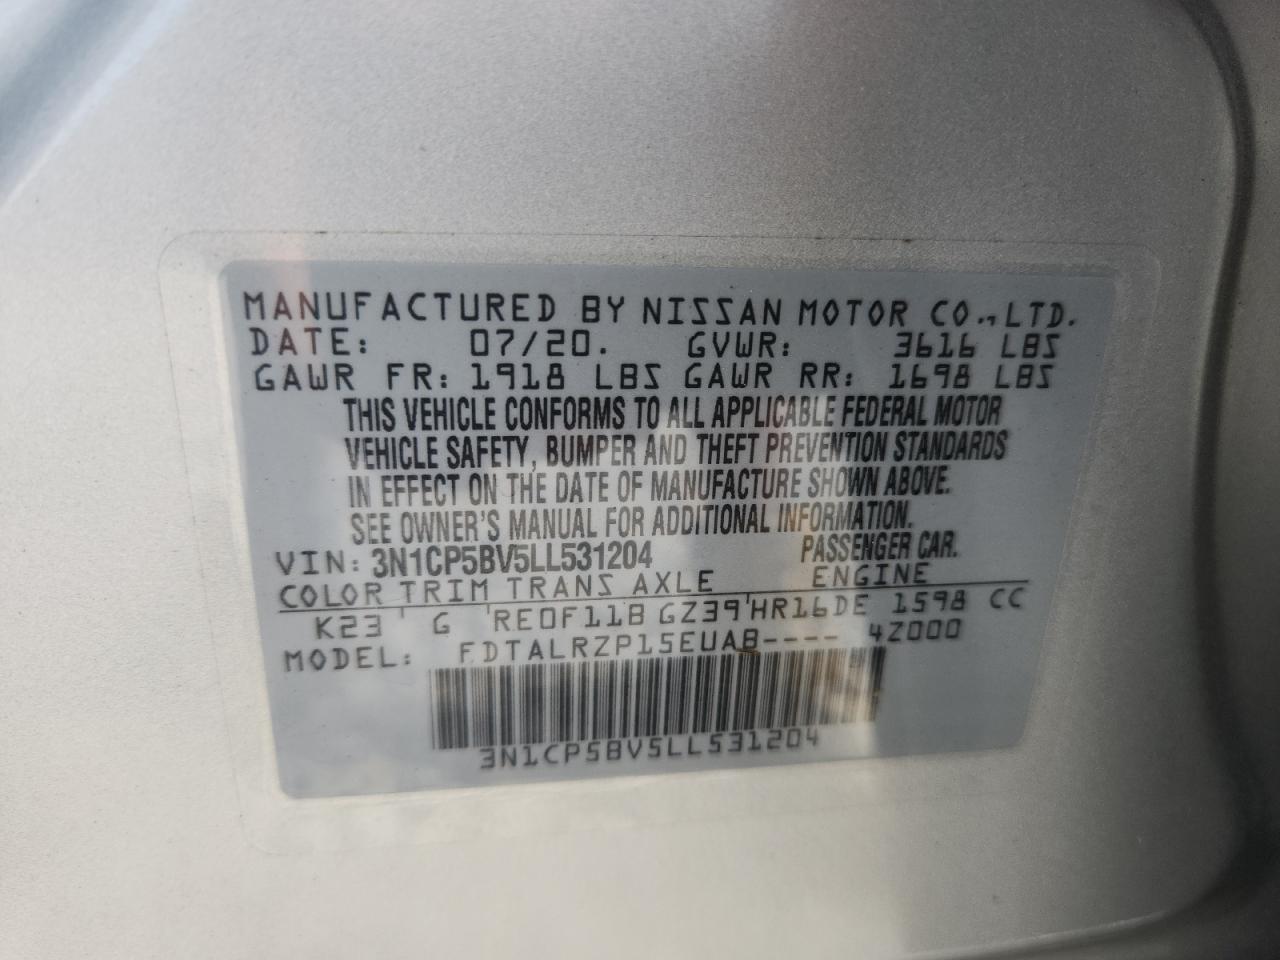 MANUFACTURED BY NISSAN MOTOR CO., LTD.
DATE: 07/20. GVWR: 3616 LBS
GAWR FR: 1918 LBS GAWR RR: 1698 LBS
THIS VEHICLE CONFORMS TO ALL APPLICABLE FEDERAL MOTOR
VEHICLE SAFETY, BUMPER AND THEFT PREVENTION STANDARDS
IN EFFECT ON THE DATE OF MANUFACTURE SHOWN ABOVE.
SEE OWNER'S MANUAL FOR ADDITIONAL INFORMATION.
VIN: 3N1CP5BV5LL531204 PASSENGER CAR.
COLOR TRIM TRANS AXLE ENGINE
K23 G RE0F11B GZ39 HR16DE 1598 CC
MODEL: FDTALRZP15EUAB---- 4Z000
3N1CP5BV5LL531204